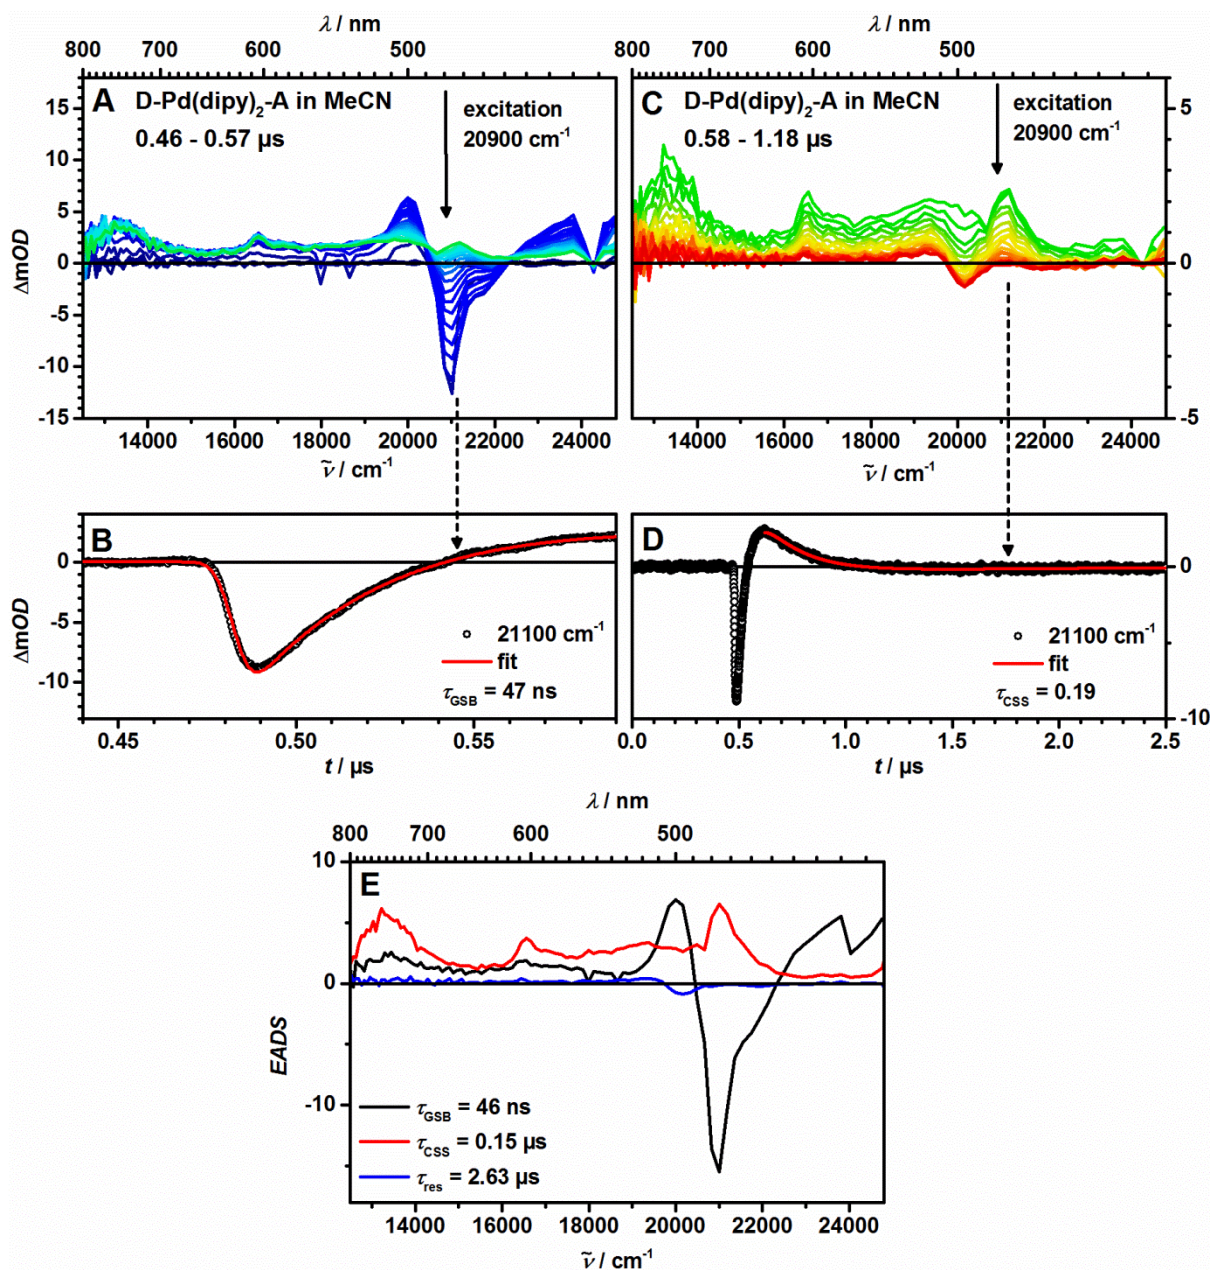 λ / nm
800 700 600 500
λ / nm
800 700 600 500
A D-Pd(dipy)2-A in MeCN
0.46 - 0.57 µs
excitation
20900 cm-1
C D-Pd(dipy)2-A in MeCN
0.58 - 1.18 µs
excitation
20900 cm-1
ΔmOD
15
10
5
0
-5
-10
-15
5
0
-5
14000 16000 18000 20000 22000 24000
ṽ / cm-1
14000 16000 18000 20000 22000 24000
ṽ / cm-1
B
ΔmOD
0
-5
-10
21100 cm-1
fit
τGSB = 47 ns
0.45 0.50 0.55
t / µs
D
0
-10
21100 cm-1
fit
τCSS = 0.19
0.0 0.5 1.0 1.5 2.0 2.5
t / µs
λ / nm
800 700 600 500
E
EADS
10
0
-10
τGSB = 46 ns
τCSS = 0.15 µs
τres = 2.63 µs
14000 16000 18000 20000 22000 24000
ṽ / cm-1